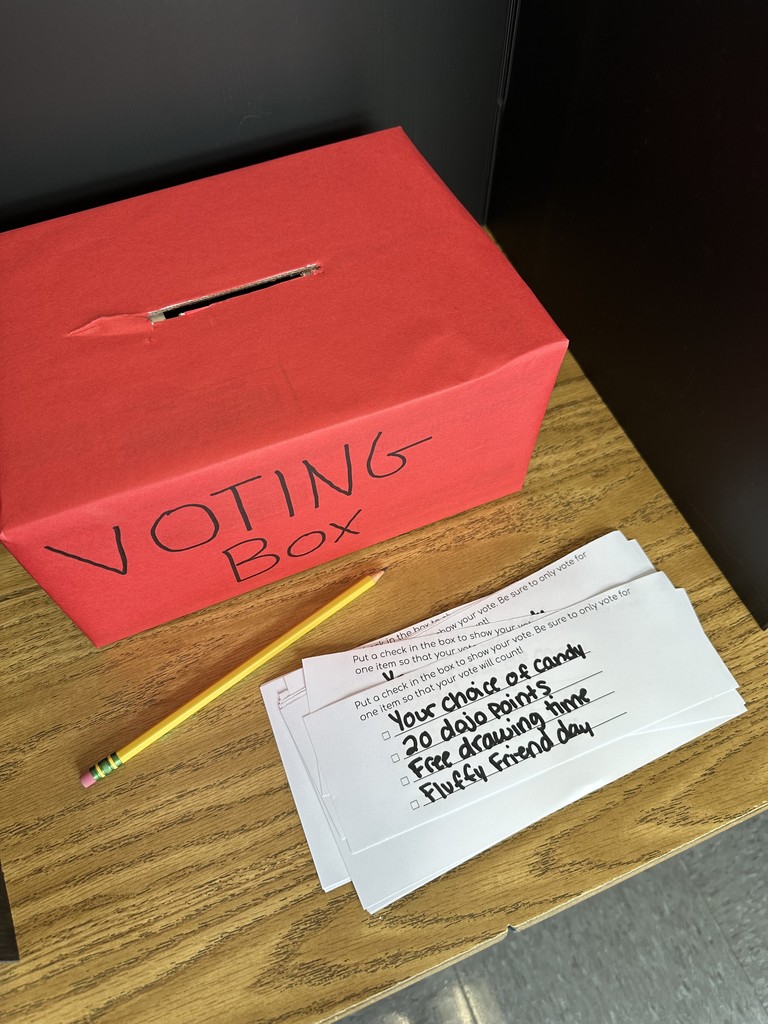 VOTING
Box
Put a check in the box to show your vote. Be sure to only vote for
one item so that your vote will count!
Your choice of candy
20 dojo points
Free drawing time
Fluffy Friend day